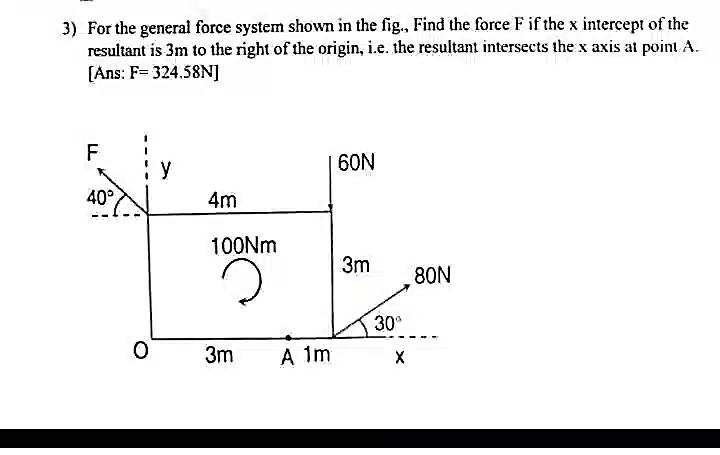 3) For the general force system shown in the fig., Find the force F if the x intercept of the
resultant is 3m to the right of the origin, i.e. the resultant intersects the x axis at point A.
[Ans: F= 324.58N]
F
y
60N
40°
4m
100Nm
3m
80N
30°
O
3m
A 1m
x